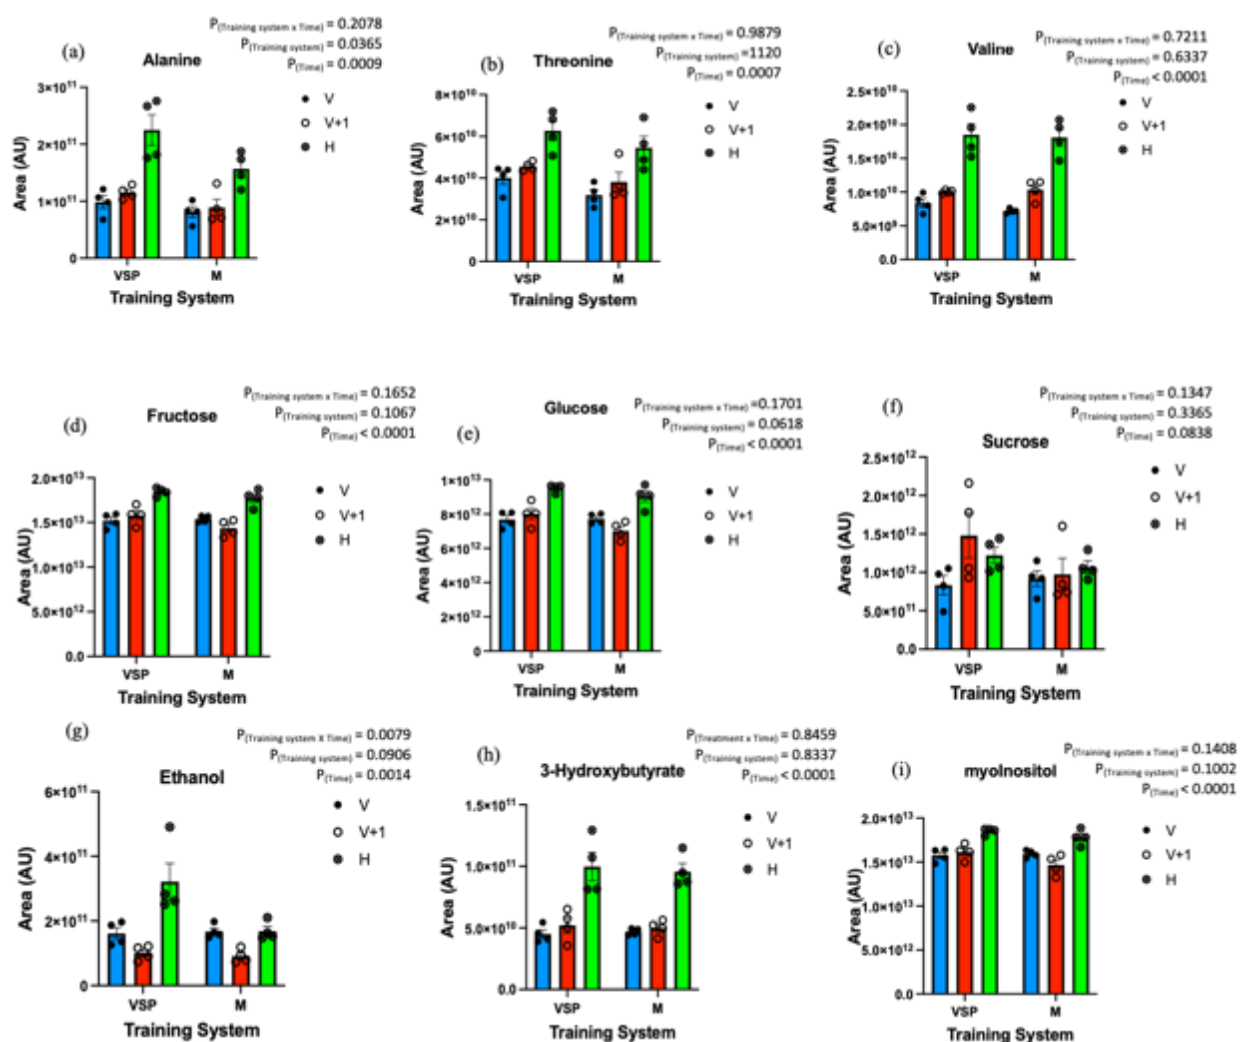 (a)
Alanine
P(Training system x Time) = 0.2078
P(Training system) = 0.0365
P(Time) = 0.0009
Area (AU)
3×10¹¹
2×10¹¹
1×10¹¹
0
VSP
M
Training System
V
V+1
H
(b)
Threonine
P(Training system x Time) = 0.9879
P(Training system) =1120
P(Time) = 0.0007
Area (AU)
8×10¹⁰
6×10¹⁰
4×10¹⁰
2×10¹⁰
0
VSP
M
Training System
V
V+1
H
(c)
Valine
P(Training system x Time) = 0.7211
P(Training system) = 0.6337
P(Time) < 0.0001
Area (AU)
2.5×10¹⁰
2.0×10¹⁰
1.5×10¹⁰
1.0×10¹⁰
5.0×10⁹
0.0
VSP
M
Training System
V
V+1
H
(d)
Fructose
P(Training system x Time) = 0.1652
P(Training system) = 0.1067
P(Time) < 0.0001
Area (AU)
2.0×10¹³
1.5×10¹³
1.0×10¹³
5.0×10¹²
0.0
VSP
M
Training System
V
V+1
H
(e)
Glucose
P(Training system x Time) =0.1701
P(Training system) = 0.0618
P(Time) < 0.0001
Area (AU)
1×10¹³
8×10¹²
6×10¹²
4×10¹²
2×10¹²
0
VSP
M
Training System
V
V+1
H
(f)
Sucrose
P(Training system x Time) = 0.1347
P(Training system) = 0.3365
P(Time) = 0.0838
Area (AU)
2.5×10¹²
2.0×10¹²
1.5×10¹²
1.0×10¹²
5.0×10¹¹
0.0
VSP
M
Training System
V
V+1
H
(g)
Ethanol
P(Training system X Time) = 0.0079
P(Training system) = 0.0906
P(Time) = 0.0014
Area (AU)
6×10¹¹
4×10¹¹
2×10¹¹
0
VSP
M
Training System
V
V+1
H
(h)
3-Hydroxybutyrate
P(Treatment x Time) = 0.8459
P(Training system) = 0.8337
P(Time) < 0.0001
Area (AU)
1.5×10¹¹
1.0×10¹¹
5.0×10¹⁰
0.0
VSP
M
Training System
V
V+1
H
(i)
myoInositol
P(Training system x Time) = 0.1408
P(Training system) = 0.1002
P(Time) < 0.0001
Area (AU)
2.0×10¹³
1.5×10¹³
1.0×10¹³
5.0×10¹²
0.0
VSP
M
Training System
V
V+1
H